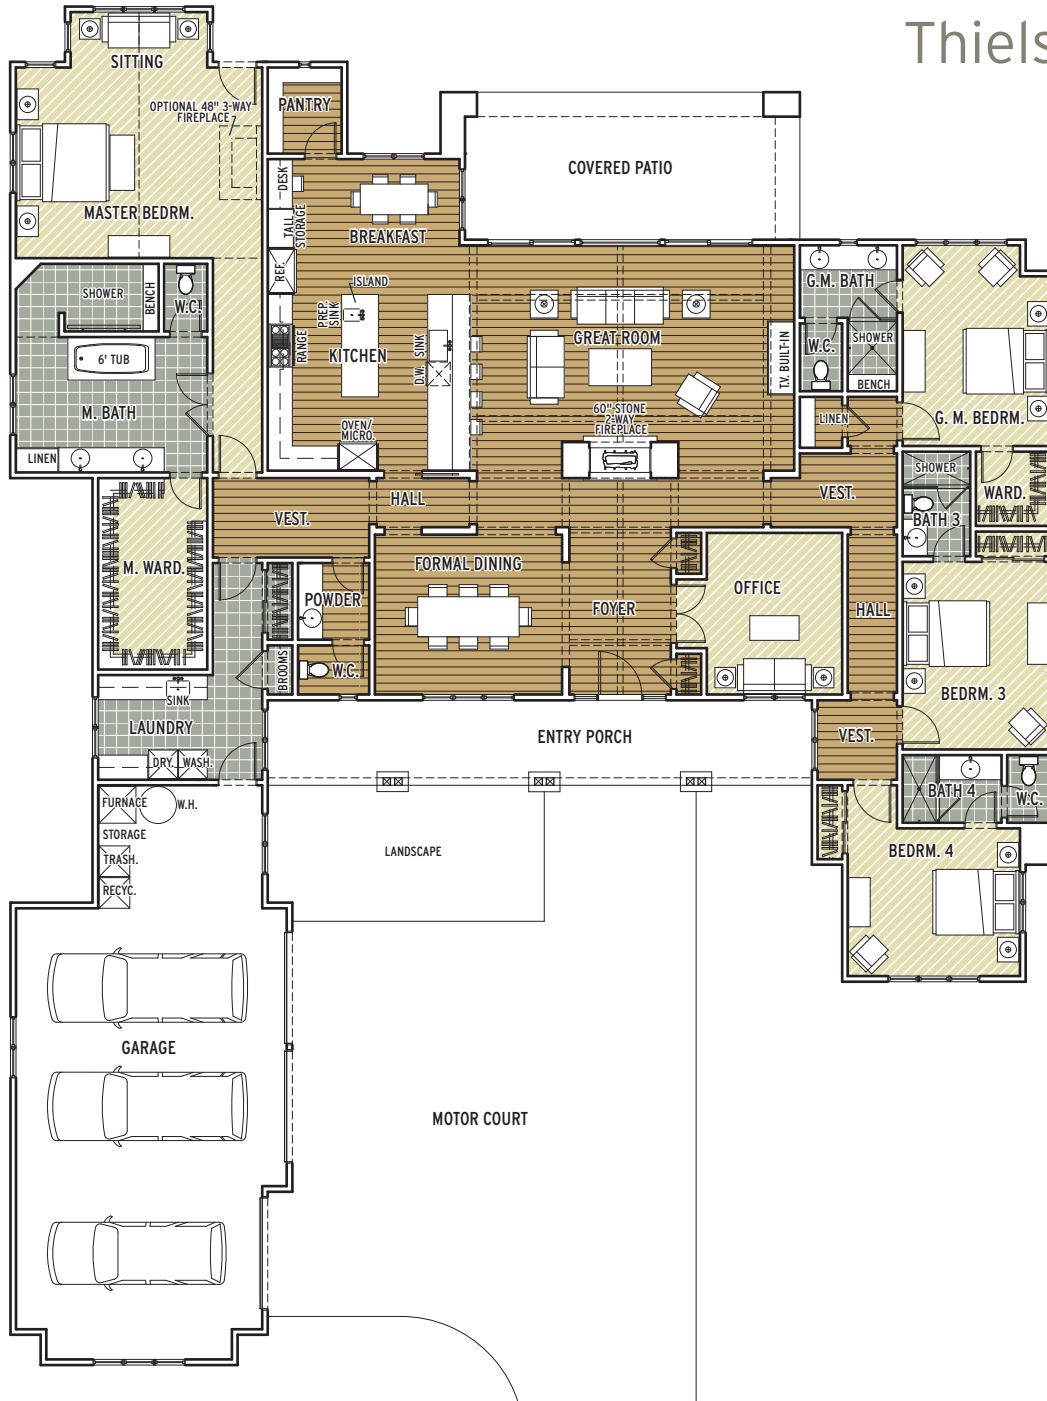 Thiels
SITTING
OPTIONAL 48" 3-WAY
FIREPLACE
MASTER BEDRM.
PANTRY
DESK
TALL
STORAGE
BREAKFAST
COVERED PATIO
REF.
ISLAND
PREP.
SINK
RANGE
KITCHEN
SINK
D.W.
OVEN/
MICRO.
GREAT ROOM
60" STONE
2-WAY
FIREPLACE
T.V. BUILT-IN
G.M. BATH
W.C.
SHOWER
BENCH
LINEN
G. M. BEDRM.
SHOWER
BENCH
W.C.
6' TUB
M. BATH
LINEN
HALL
VEST.
VEST.
SHOWER
BATH 3
WARD.
M. WARD.
POWDER
W.C.
BROOMS
FORMAL DINING
FOYER
OFFICE
HALL
BEDRM. 3
SINK
LAUNDRY
DRY.
WASH.
ENTRY PORCH
VEST.
BATH 4
W.C.
BEDRM. 4
FURNACE
W.H.
STORAGE
TRASH.
RECYC.
LANDSCAPE
GARAGE
MOTOR COURT